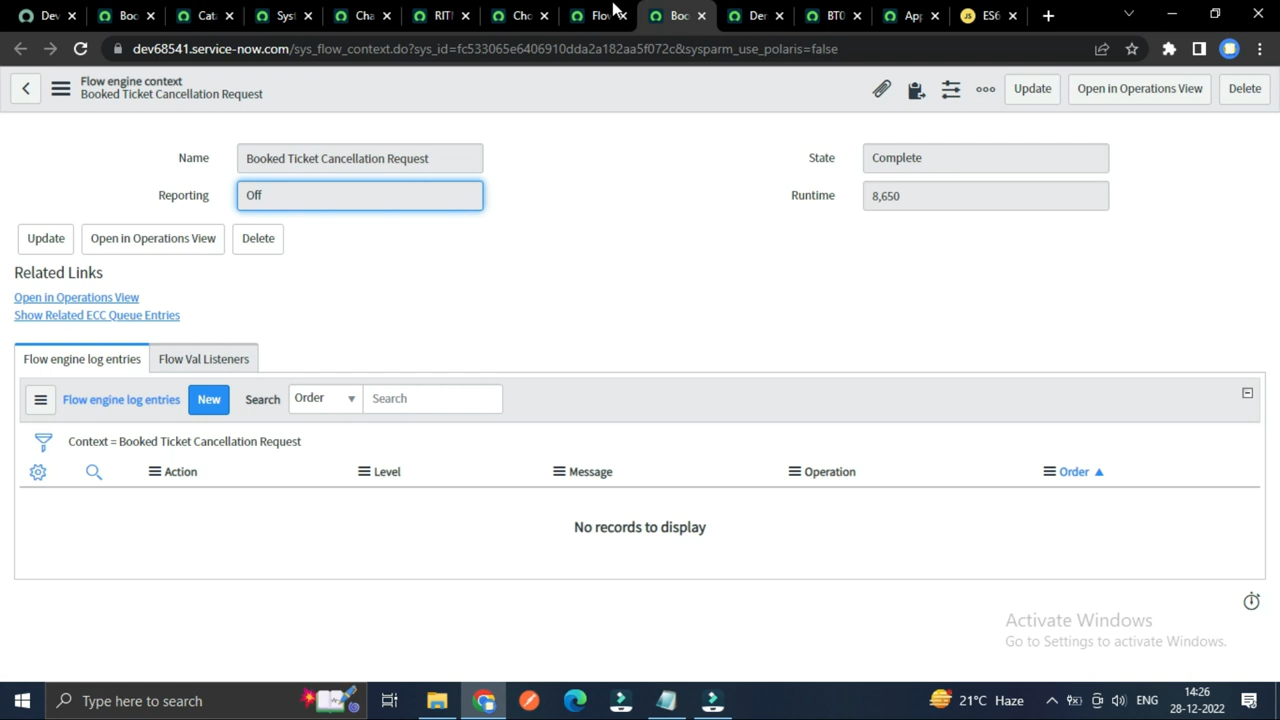 Dev
Boo
Cata
Sys
Cha
RIT
Cho
Flo
Boo
Der
BT0
App
JS ES6
dev68541.service-now.com/sys_flow_context.do?sys_id=fc533065e6406910dda2a182aa5f072c&sysparm_use_polaris=false
Flow engine context
Booked Ticket Cancellation Request
Update
Open in Operations View
Delete
Name
Booked Ticket Cancellation Request
State
Complete
Reporting
Off
Runtime
8,650
Update
Open in Operations View
Delete
Related Links
Open in Operations View
Show Related ECC Queue Entries
Flow engine log entries
Flow Val Listeners
Flow engine log entries
New
Search
Order
Search
Context = Booked Ticket Cancellation Request
Action
Level
Message
Operation
Order
No records to display
Activate Windows
Go to Settings to activate Windows.
Type here to search
21°C Haze
ENG
14:26
28-12-2022